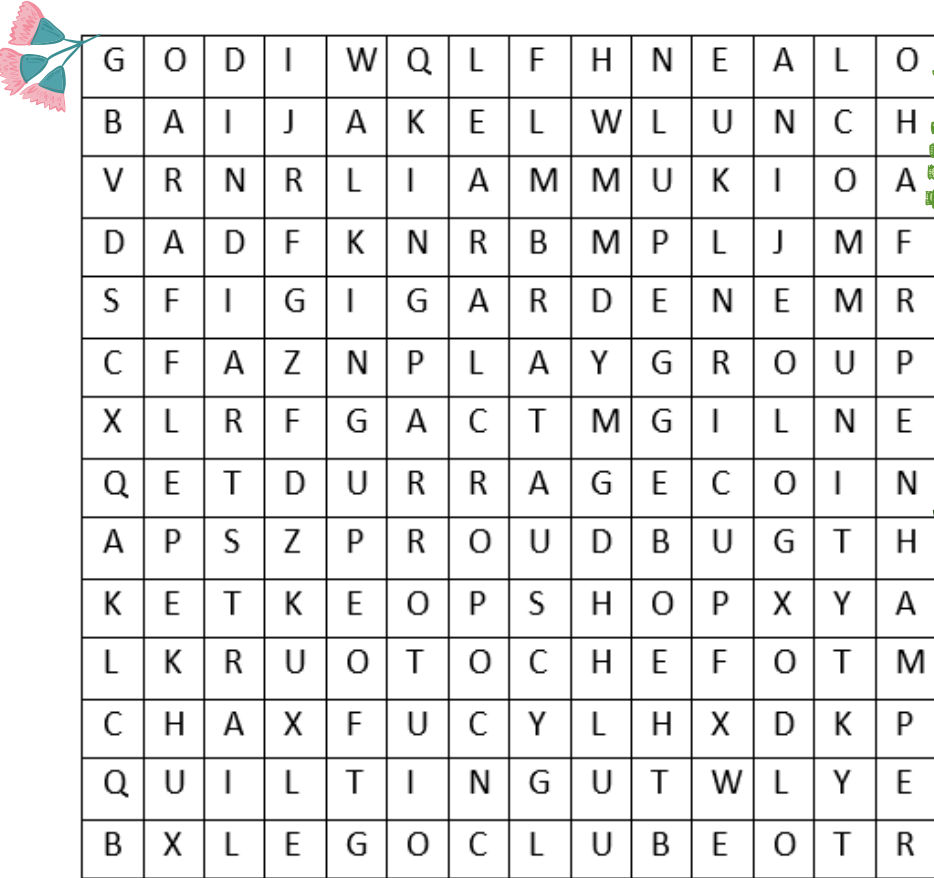 G O D I W Q L F H N E A L O
B A I J A K E L W L U N C H
V R N R L I A M M U K I O A
D A D F K N R B M P L J M F
S F I G I G A R D E N E M R
C F A Z N P L A Y G R O U P
X L R F G A C T M G I L N E
Q E T D U R R A G E C O I N
A P S Z P R O U D B U G T H
K E T K E O P S H O P X Y A
L K R U O T O C H E F O T M
C H A X F U C Y L H X D K P
Q U I L T I N G U T W L Y E
B X L E G O C L U B E O T R